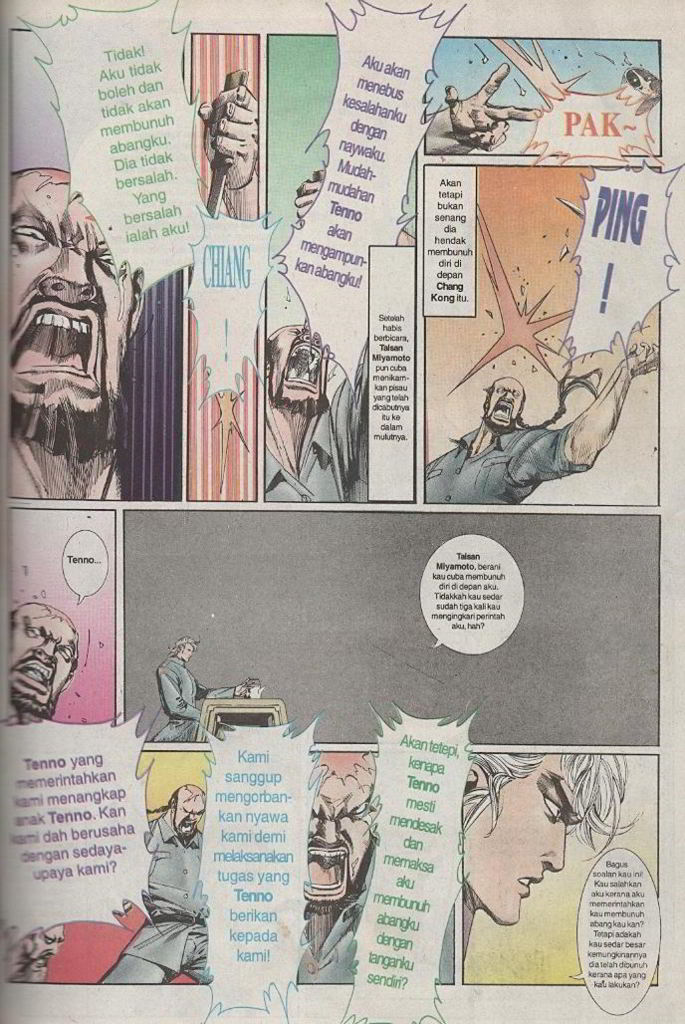 Tidak!
Aku tidak
boleh dan
tidak akan
membunuh
abangku.
Dia tidak
bersalah.
Yang
bersalah
ialah aku!
CHIANG
!
Aku akan
menebus
kesalahanku
dengan
naywaku.
Mudah-
mudahan
Tenno
akan
mengampun-
kan abangku!
Setelah
habis
berbicara,
Taisan
Miyamoto
pun cuba
menikam-
kan pisau
yang telah
dicabutnya
itu ke
dalam
mulutnya.
PAK~
Akan
tetapi
bukan
senang
dia
hendak
membunuh
diri di
depan
Chang
Kong itu.
PING
!
Tenno...
Taisan
Miyamoto, berani
kau cuba membunuh
diri di depan aku.
Tidakkah kau sedar
sudah tiga kali kau
mengingkari perintah
aku, hah?
Tenno yang
memerintahkan
kami menangkap
anak Tenno. Kan
kami dah berusaha
dengan sedaya-
upaya kami?
Kami
sanggup
mengorban-
kan nyawa
kami demi
melaksanakan
tugas yang
Tenno
berikan
kepada
kami!
Akan tetepi,
kenapa
Tenno
mesti
mendesak
dan
memaksa
aku
membunuh
abangku
dengan
langanku
sendiri?
Bagus
soalan kau ini!
Kau salahkan
aku kerana aku
memerintahkan
kau membunuh
abang kau kan?
Tetapi adakah
kau sedar besar
kemungkinannya
dia telah dibunuh
kerana apa yang
kau lakukan?